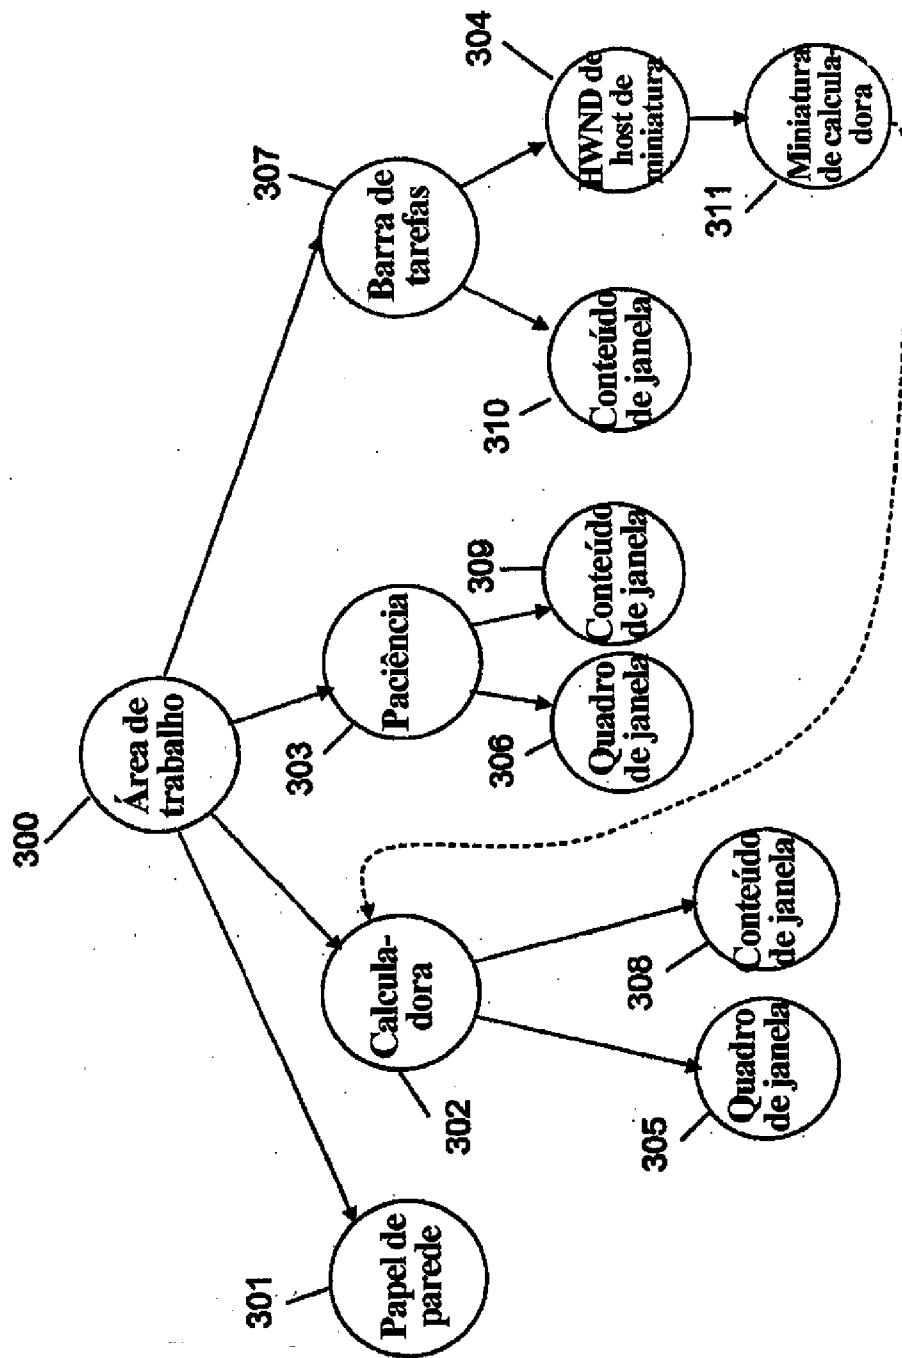 300
Área de
trabalho
301
Papel de
parede
302
Calcula-
dora
303
Paciência
307
Barra de
tarefas
305
Quadro
de janela
308
Conteúdo
de janela
306
Quadro
de janela
309
Conteúdo
de janela
310
Conteúdo
de janela
304
HWND de
host de
miniatura
311
Miniatura
de calcula-
dora